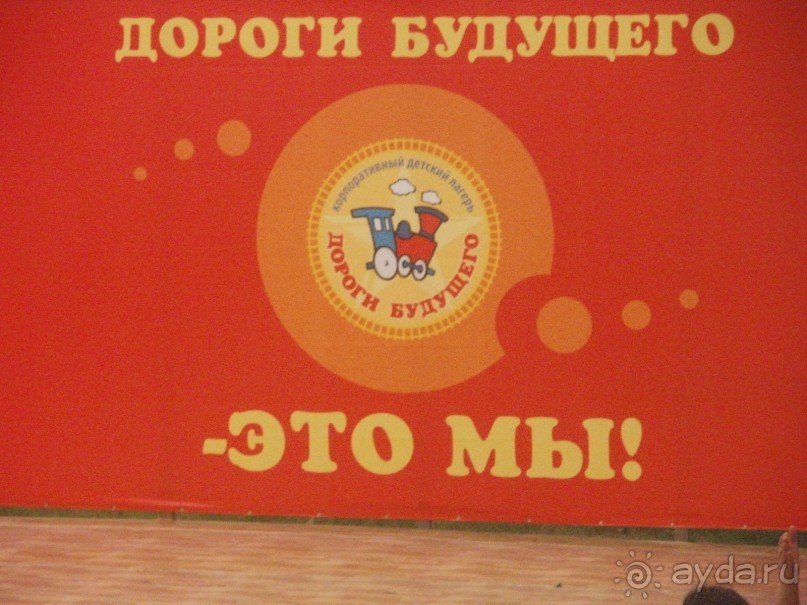 ДОРОГИ БУДУЩЕГО
Корпоративный детский лагерь
ДОРОГИ БУДУЩЕГО
-ЭТО МЫ!
ayda.ru